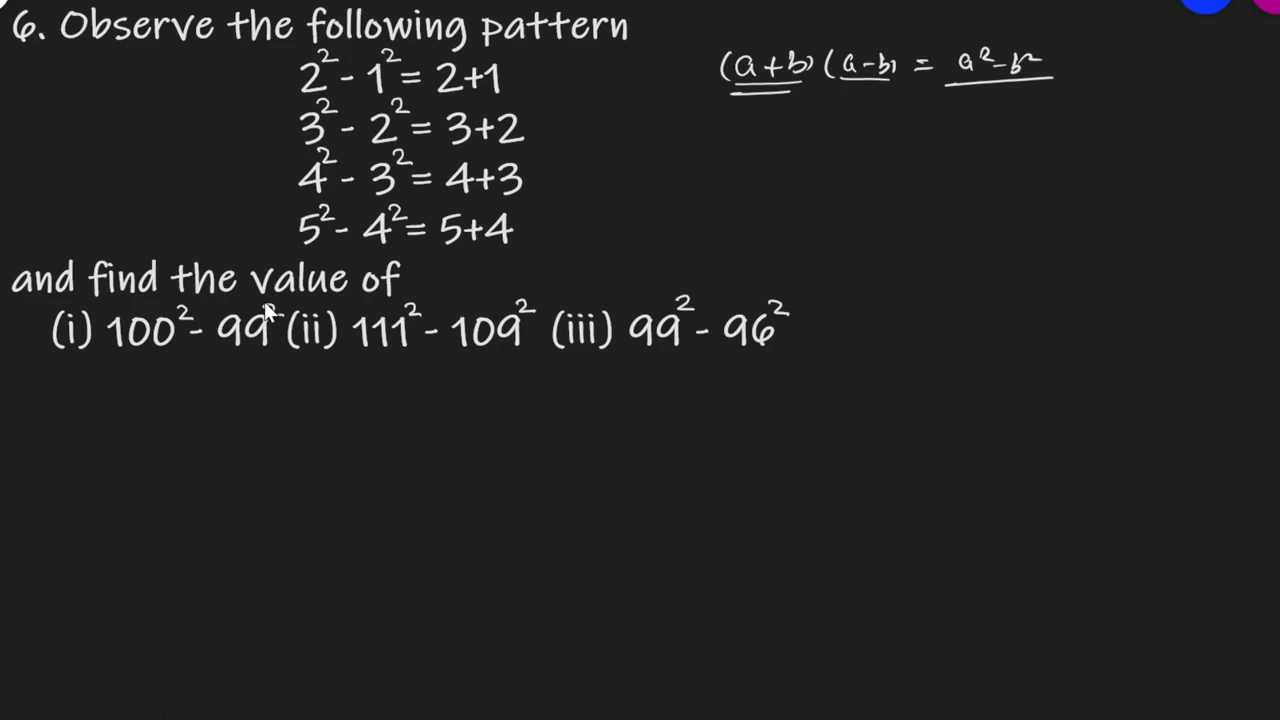 6. Observe the following pattern
2² - 1² = 2+1
(a+b) (a-b) = a² - b²
3² - 2² = 3+2
4² - 3² = 4+3
5² - 4² = 5+4
and find the value of
(i) 100² - 99² (ii) 111² - 109² (iii) 99² - 96²